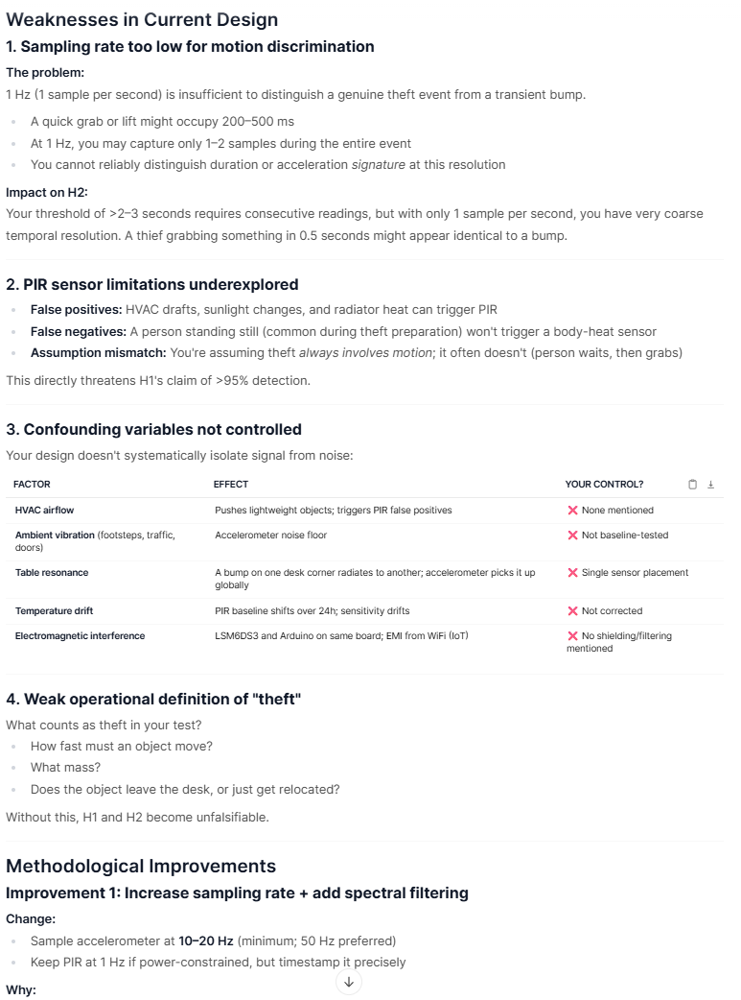 Weaknesses in Current Design
1. Sampling rate too low for motion discrimination
The problem:
1 Hz (1 sample per second) is insufficient to distinguish a genuine theft event from a transient bump.
A quick grab or lift might occupy 200–500 ms
At 1 Hz, you may capture only 1–2 samples during the entire event
You cannot reliably distinguish duration or acceleration signature at this resolution
Impact on H2:
Your threshold of >2–3 seconds requires consecutive readings, but with only 1 sample per second, you have very coarse
temporal resolution. A thief grabbing something in 0.5 seconds might appear identical to a bump.
2. PIR sensor limitations underexplored
False positives: HVAC drafts, sunlight changes, and radiator heat can trigger PIR
False negatives: A person standing still (common during theft preparation) won't trigger a body-heat sensor
Assumption mismatch: You're assuming theft always involves motion; it often doesn't (person waits, then grabs)
This directly threatens H1's claim of >95% detection.
3. Confounding variables not controlled
Your design doesn't systematically isolate signal from noise:
FACTOR EFFECT YOUR CONTROL?
HVAC airflow Pushes lightweight objects; triggers PIR false positives ❌ None mentioned
Ambient vibration (footsteps, traffic, Accelerometer noise floor ❌ Not baseline-tested
doors)
Table resonance A bump on one desk corner radiates to another; accelerometer picks it up ❌ Single sensor placement
globally
Temperature drift PIR baseline shifts over 24h; sensitivity drifts ❌ Not corrected
Electromagnetic interference LSM6DS3 and Arduino on same board; EMI from WiFi (IoT) ❌ No shielding/filtering
mentioned
4. Weak operational definition of "theft"
What counts as theft in your test?
How fast must an object move?
What mass?
Does the object leave the desk, or just get relocated?
Without this, H1 and H2 become unfalsifiable.
Methodological Improvements
Improvement 1: Increase sampling rate + add spectral filtering
Change:
Sample accelerometer at 10–20 Hz (minimum; 50 Hz preferred)
Keep PIR at 1 Hz if power-constrained, but timestamp it precisely
Why: